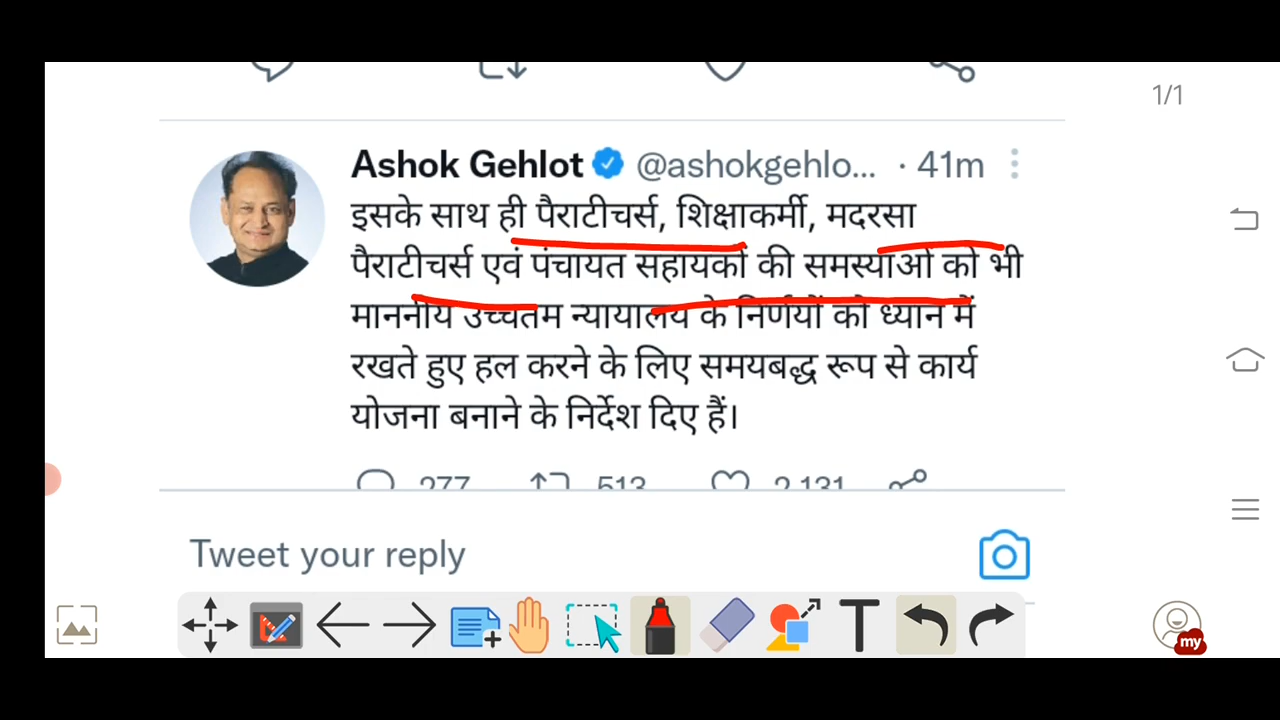 1/1
Ashok Gehlot @ashokgehlo... · 41m
इसके साथ ही पैराटीचर्स, शिक्षाकर्मी, मदरसा
पैराटीचर्स एवं पंचायत सहायकों की समस्याओं को भी
माननीय उच्चतम न्यायालय के निर्णयों को ध्यान में
रखते हुए हल करने के लिए समयबद्ध रूप से कार्य
योजना बनाने के निर्देश दिए हैं।
277 513 2,131
Tweet your reply
T
my